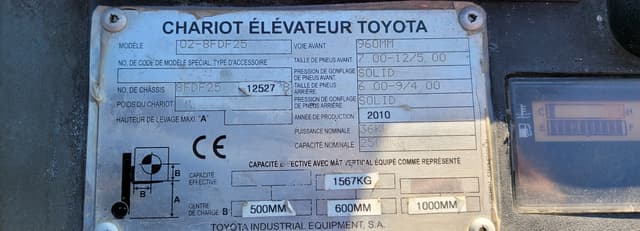 CHARIOT ÉLÉVATEUR TOYOTA
MODÈLE 02-8FDF25 VOIE AVANT 960MM
TAILLE DE PNEUS AVANT 7.00-12/5.00
NO. DE CODE DE MODÈLE SPÉCIAL TYPE D'ACCESSOIRE
PRESSION DE GONFLAGE DE PNEUS AVANT SOLID
NO. DE CHÂSSIS 8FDF25 12527 TAILLE DE PNEUS ARRIÈRE. 6.00-9/4.00
POIDS DU CHARIOT PRESSION DE GONFLAGE DE PNEUS ARRIÈRE SOLID
HAUTEUR DE LEVAGE MAXI. 'A' ANNÉE DE PRODUCTION 2010
PUISSANCE NOMINALE
CAPACITÉ NOMINALE
CE
CAPACITÉ EFFECTIVE AVEC MÂT VERTICAL ÉQUIPÉ COMME REPRÉSENTÉ
CAPACITÉ EFFECTIVE 1567KG
CENTRE DE CHARGE B 500MM 600MM 1000MM
B
B
A
TOYOTA INDUSTRIAL EQUIPMENT, S.A.
C H
E F